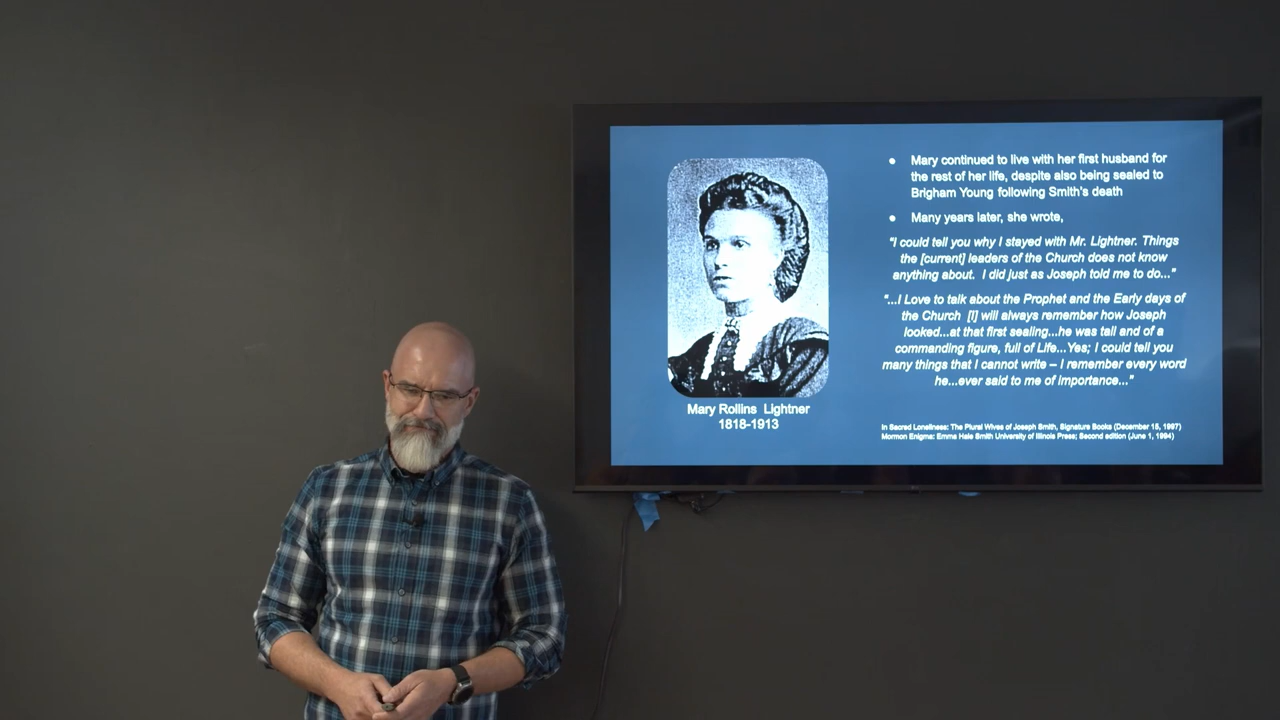 ● Mary continued to live with her first husband for
the rest of her life, despite also being sealed to
Brigham Young following Smith's death
● Many years later, she wrote,
"I could tell you why I stayed with Mr. Lightner. Things
the [current] leaders of the Church does not know
anything about. I did just as Joseph told me to do..."
"...I Love to talk about the Prophet and the Early days of
the Church [I] will always remember how Joseph
looked...at that first sealing...he was tall and of a
commanding figure, full of Life...Yes; I could tell you
many things that I cannot write – I remember every word
he...ever said to me of importance..."
Mary Rollins Lightner
1818-1913
In Sacred Loneliness: The Plural Wives of Joseph Smith, Signature Books (December 15, 1997)
Mormon Enigma: Emma Hale Smith University of Illinois Press; Second edition (June 1, 1994)